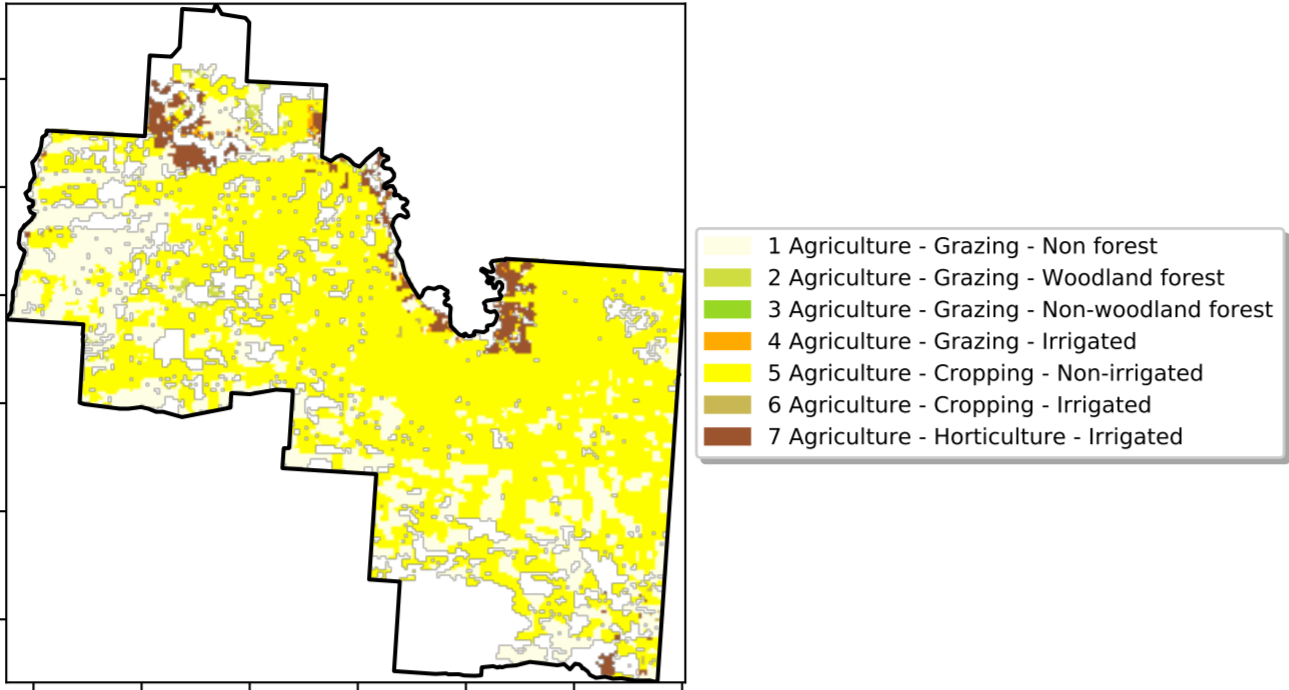 1 Agriculture - Grazing - Non forest
2 Agriculture - Grazing - Woodland forest
3 Agriculture - Grazing - Non-woodland forest
4 Agriculture - Grazing - Irrigated
5 Agriculture - Cropping - Non-irrigated
6 Agriculture - Cropping - Irrigated
7 Agriculture - Horticulture - Irrigated